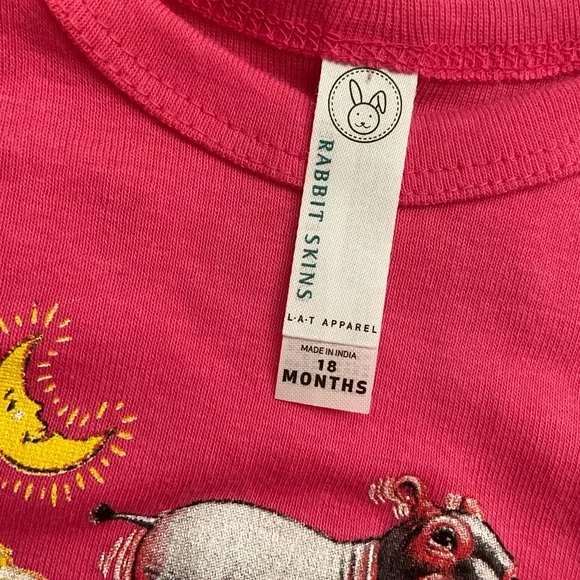 RABBIT SKINS
L·A·T APPAREL
MADE IN INDIA
18
MONTHS